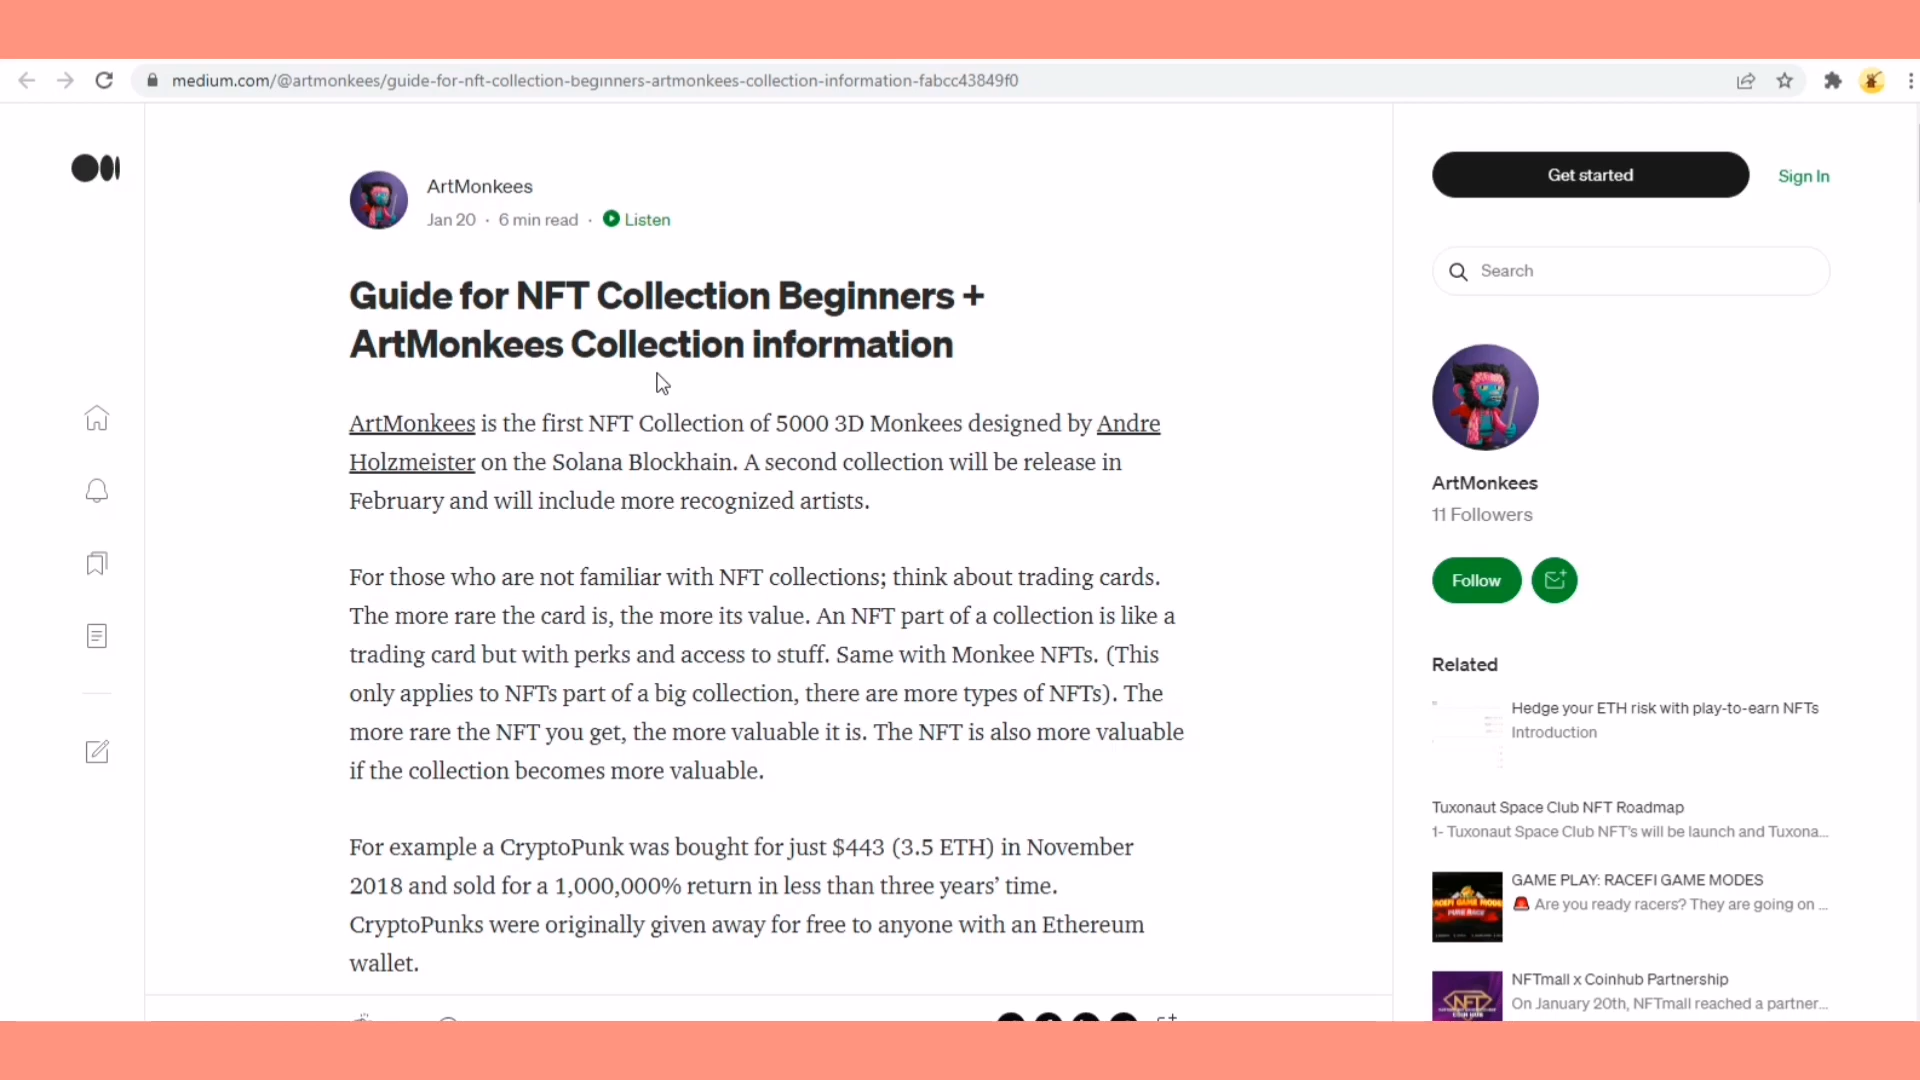 medium.com/@artmonkees/guide-for-nft-collection-beginners-artmonkees-collection-information-fabcc43849f0
ArtMonkees
Jan 20 · 6 min read · Listen
Guide for NFT Collection Beginners +
ArtMonkees Collection information
ArtMonkees is the first NFT Collection of 5000 3D Monkees designed by Andre
Holzmeister on the Solana Blockhain. A second collection will be release in
February and will include more recognized artists.
For those who are not familiar with NFT collections; think about trading cards.
The more rare the card is, the more its value. An NFT part of a collection is like a
trading card but with perks and access to stuff. Same with Monkee NFTs. (This
only applies to NFTs part of a big collection, there are more types of NFTs). The
more rare the NFT you get, the more valuable it is. The NFT is also more valuable
if the collection becomes more valuable.
For example a CryptoPunk was bought for just $443 (3.5 ETH) in November
2018 and sold for a 1,000,000% return in less than three years’ time.
CryptoPunks were originally given away for free to anyone with an Ethereum
wallet.
Get started
Sign In
Search
ArtMonkees
11 Followers
Follow
Related
Hedge your ETH risk with play-to-earn NFTs
Introduction
Tuxonaut Space Club NFT Roadmap
1- Tuxonaut Space Club NFT's will be launch and Tuxona...
GAME PLAY: RACEFI GAME MODES
🚨 Are you ready racers? They are going on ...
RACEFI GAME MODE
NFTmall x Coinhub Partnership
On January 20th, NFTmall reached a partner...
NFT